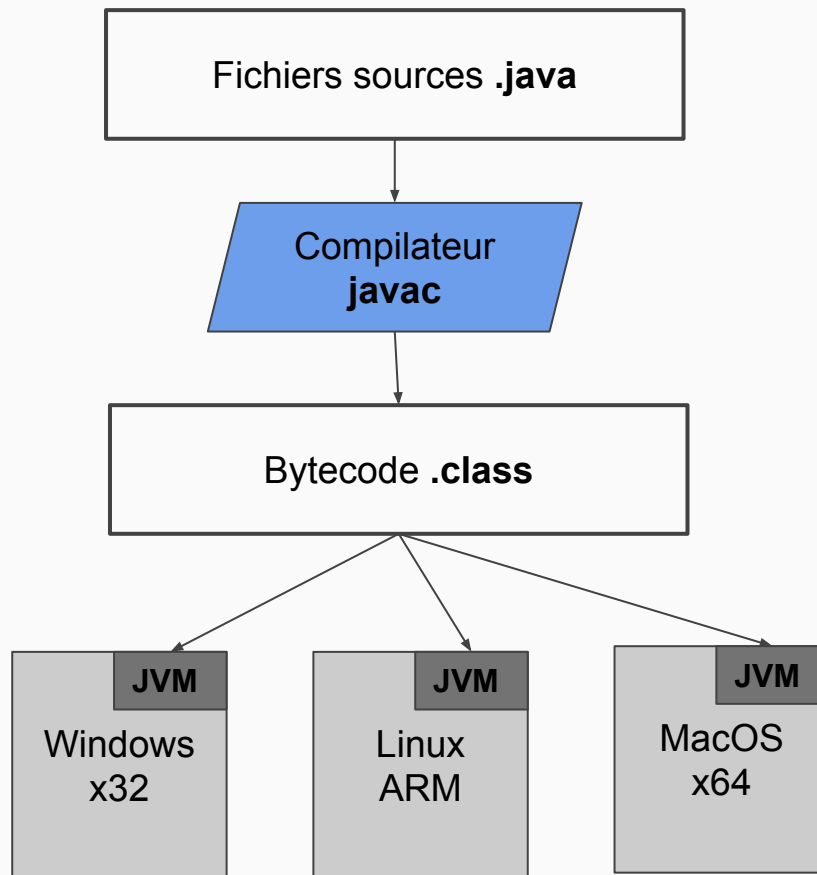 Fichiers sources .java
Compilateur
javac
Bytecode .class
JVM
Windows
x32
JVM
Linux
ARM
JVM
MacOS
x64